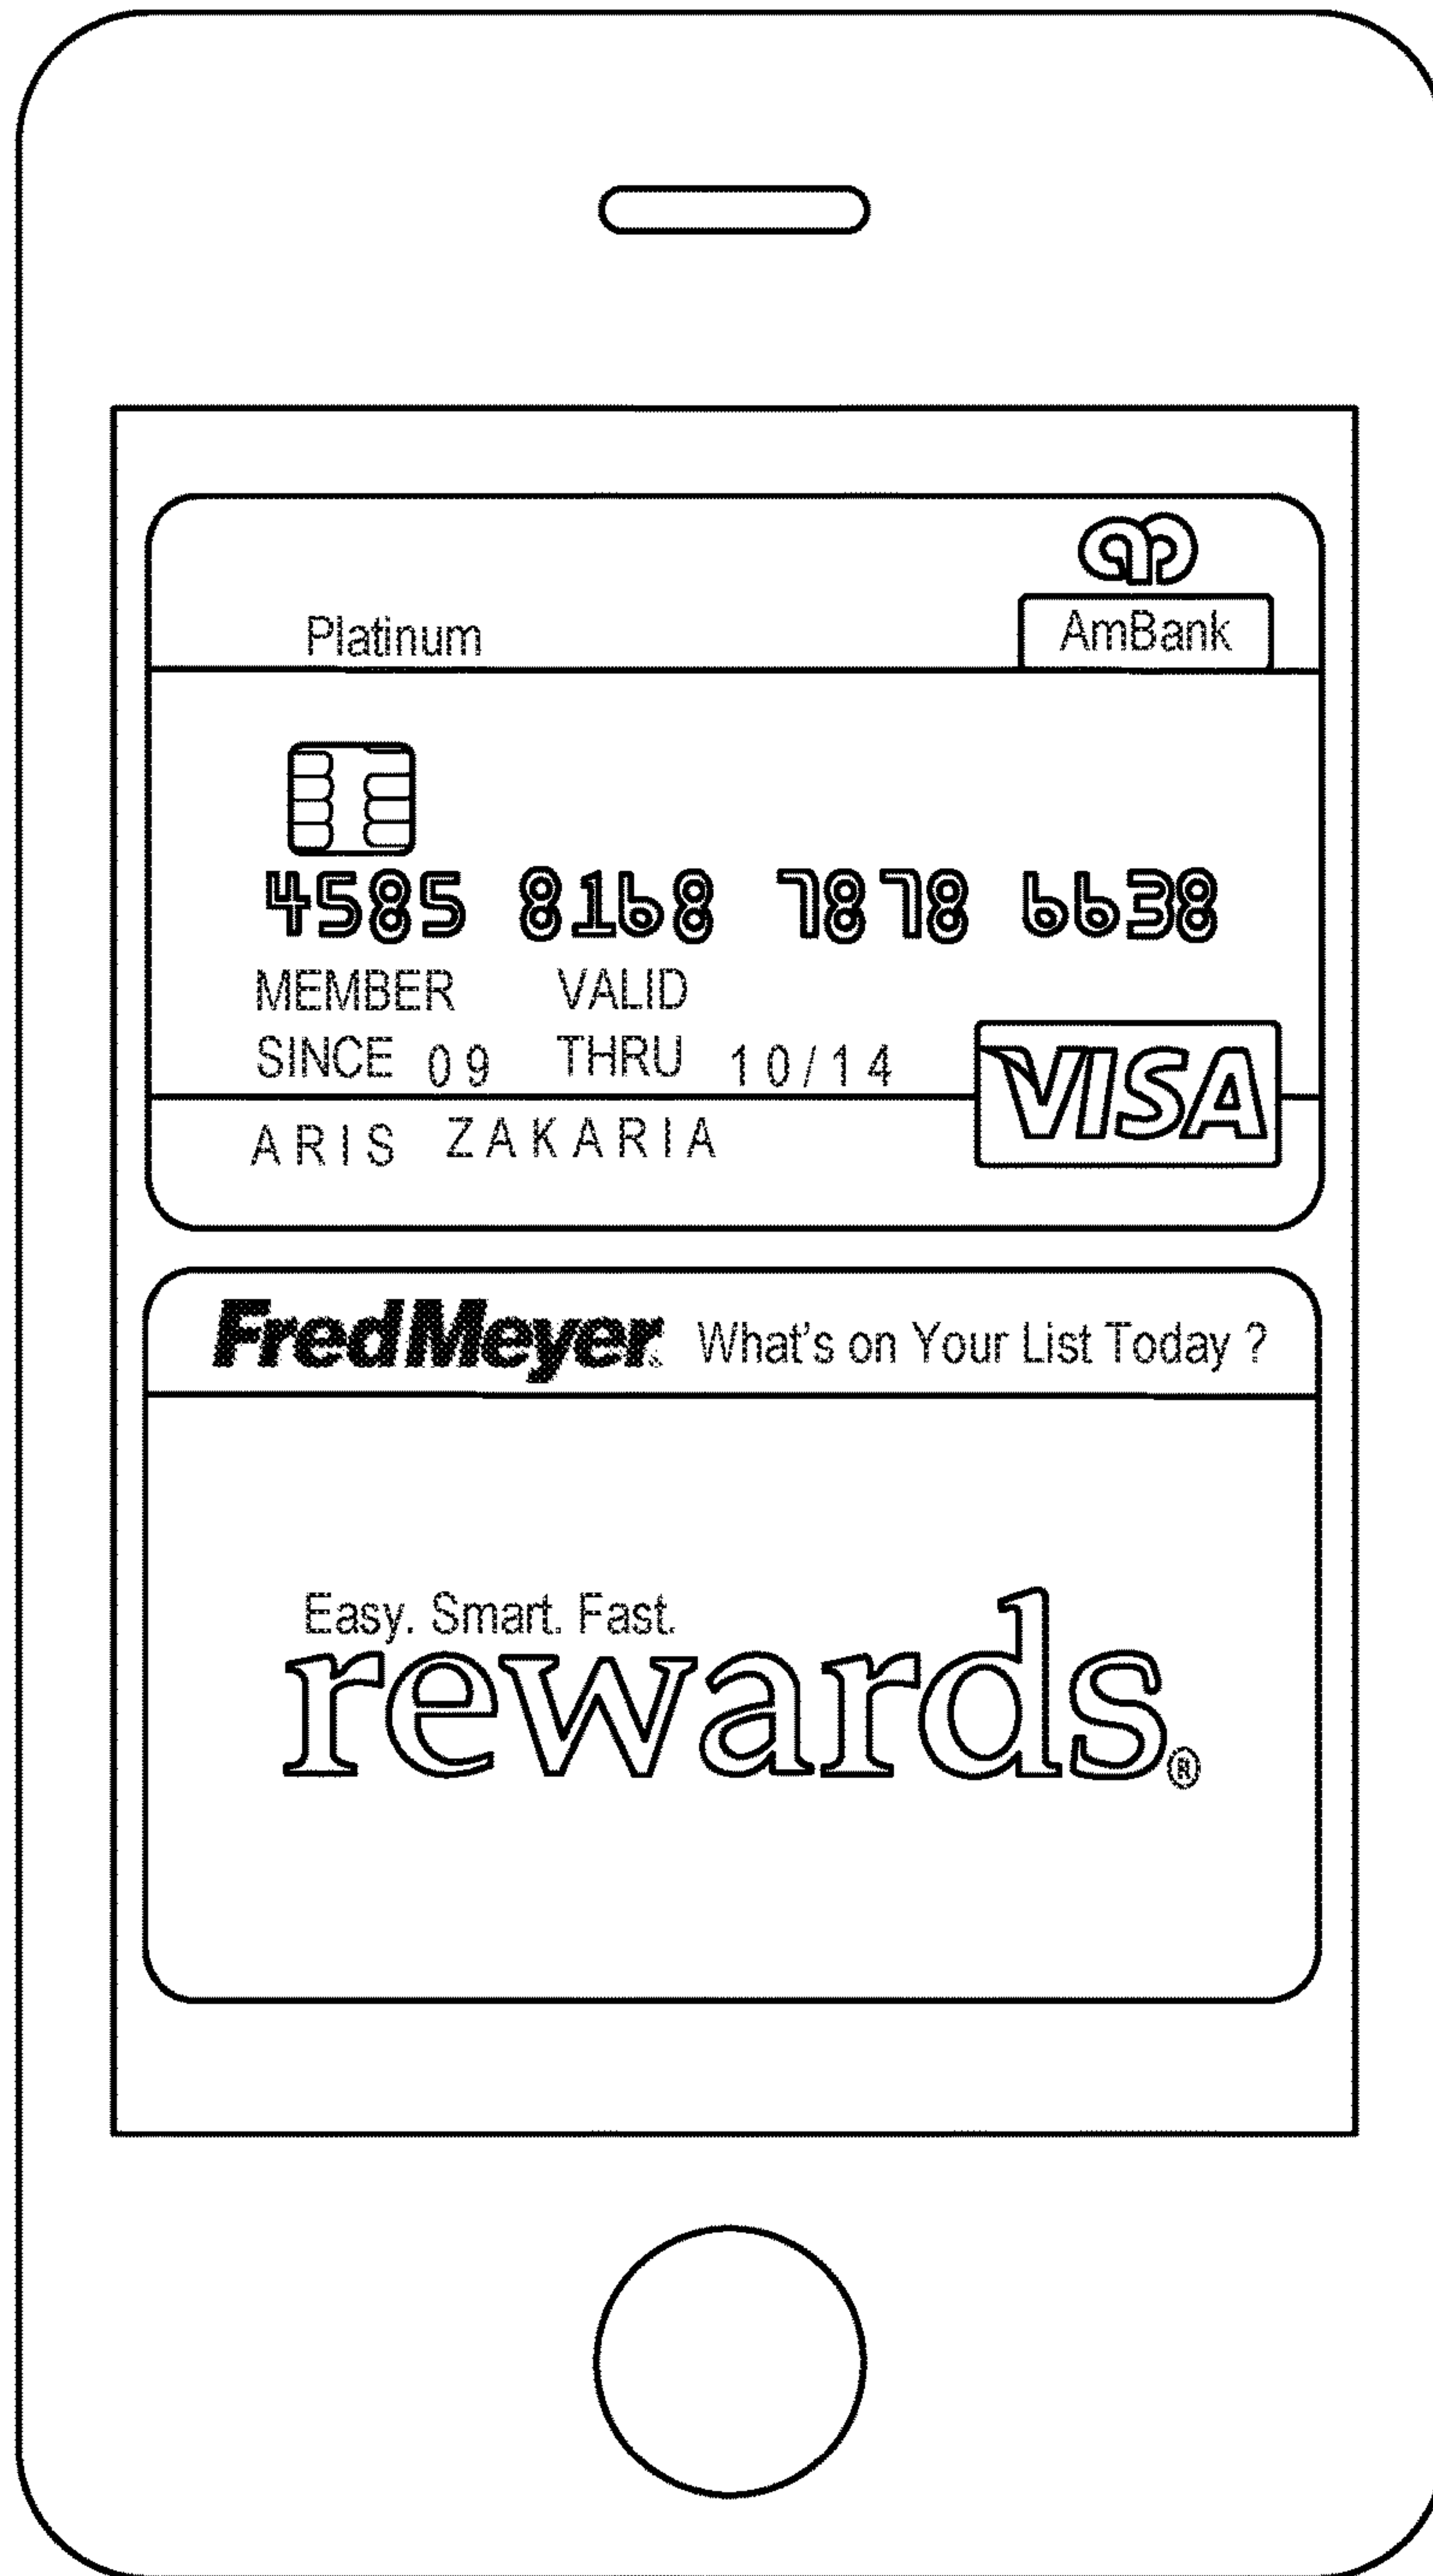 AmBank
Platinum
4585 8168 7878 6638
MEMBER VALID
SINCE 09 THRU 10/14
VISA
ARIS ZAKARIA
FredMeyer What's on Your List Today ?
Easy. Smart. Fast.
rewards®